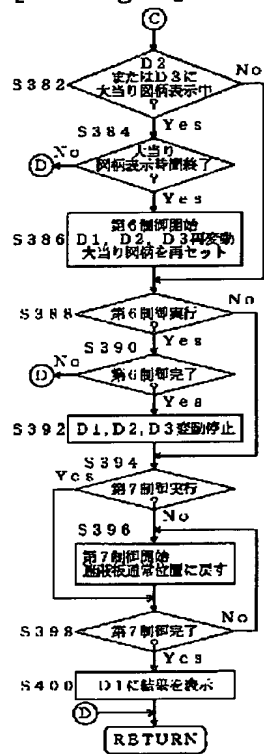 C
D2
またはD3に
大当り図柄表示中
?
No
S382
Yes
S384
大当り
図柄表示時間終了
?
No
D
Yes
第6制御開始
S386
D1, D2, D3再変動
大当り図柄を再セット
S388
第6制御実行
?
No
Yes
S390
第6制御完了
?
No
D
Yes
S392
D1,D2,D3変動停止
S394
第7制御実行
?
Yes
No
S396
第7制御開始
遮蔽板通常位置に戻す
S398
第7制御完了
?
No
Yes
S400
D1に結果を表示
D
RETURN